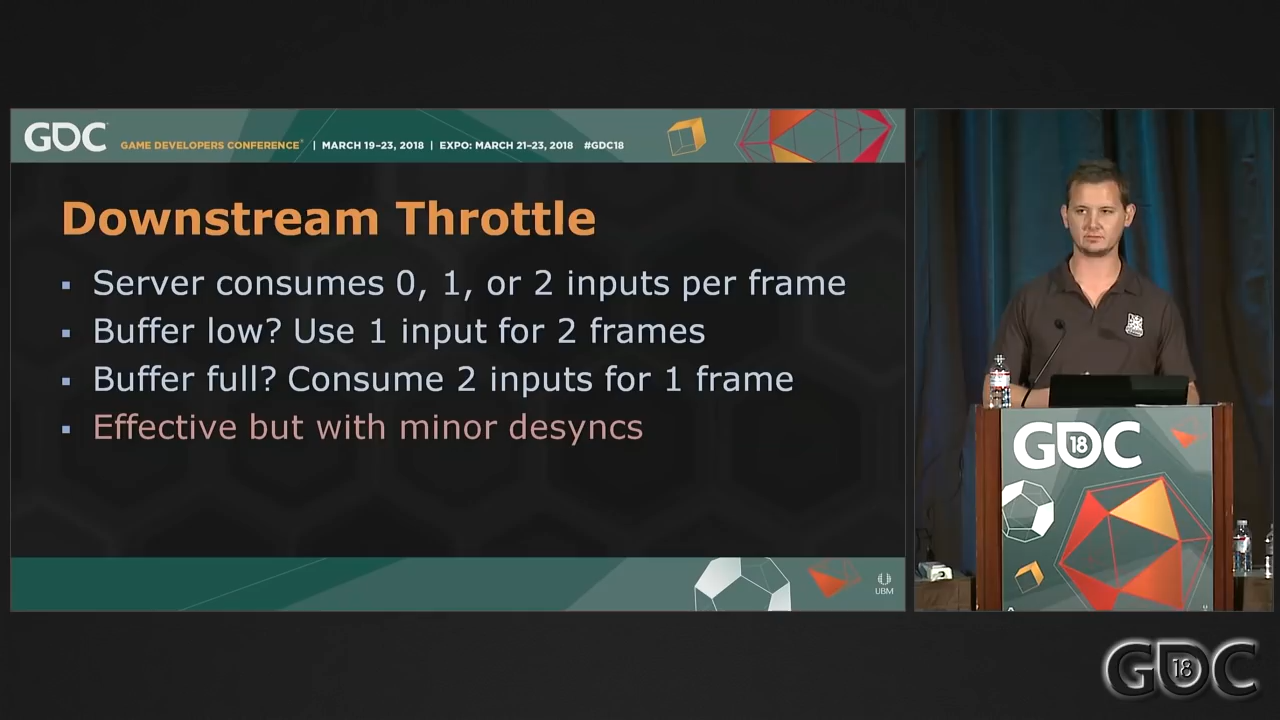 GDC GAME DEVELOPERS CONFERENCE® | MARCH 19–23, 2018 | EXPO: MARCH 21–23, 2018 #GDC18
Downstream Throttle
▪ Server consumes 0, 1, or 2 inputs per frame
▪ Buffer low? Use 1 input for 2 frames
▪ Buffer full? Consume 2 inputs for 1 frame
▪ Effective but with minor desyncs
UBM
GDC 18
GDC 18